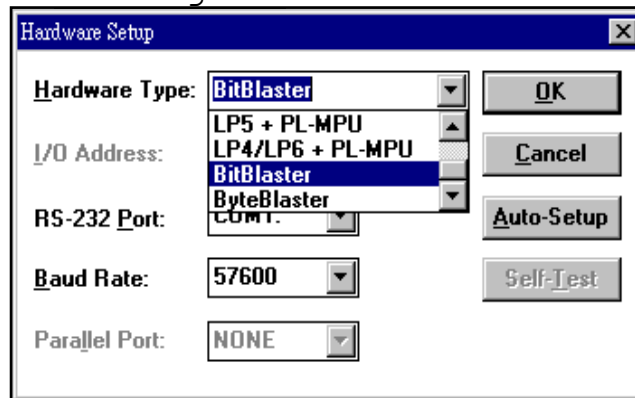 Hardware Setup
Hardware Type: BitBlaster OK
LP5 + PL-MPU
I/O Address: LP4/LP6 + PL-MPU Cancel
BitBlaster
ByteBlaster
RS-232 Port: COM1: Auto-Setup
Baud Rate: 57600 Self-Test
Parallel Port: NONE